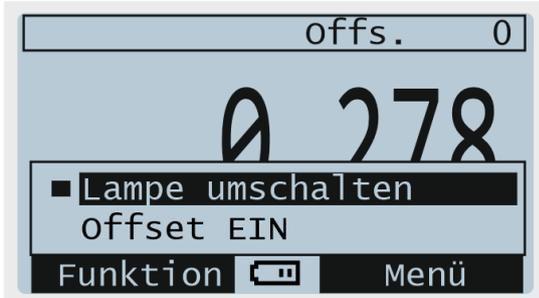 Offs. 0
0 278
Lampe umschalten
Offset EIN
Funktion Menü